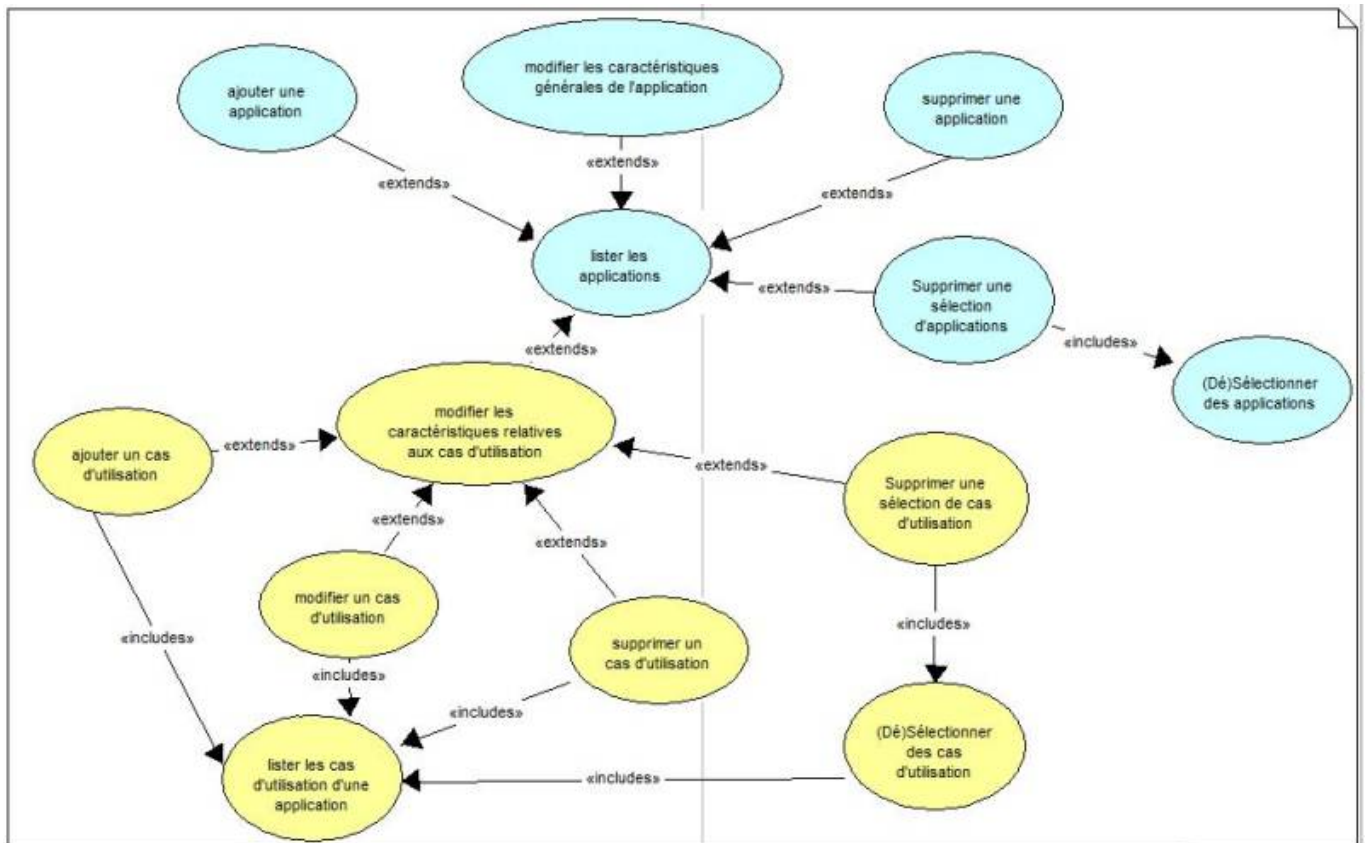 modifier les caractéristiques
générales de l'application
ajouter une
application
supprimer une
application
«extends»
«extends»
«extends»
lister les
applications
Supprimer une
sélection
d'applications
«extends»
«includes»
«extends»
(Dé)Sélectionner
des applications
modifier les
caractéristiques relatives
aux cas d'utilisation
ajouter un cas
d'utilisation
«extends»
«extends»
Supprimer une
sélection de cas
d'utilisation
«extends»
«extends»
modifier un cas
d'utilisation
supprimer un
cas d'utilisation
«includes»
«includes»
«includes»
«includes»
(Dé)Sélectionner
des cas
d'utilisation
lister les cas
d'utilisation d'une
application
«includes»